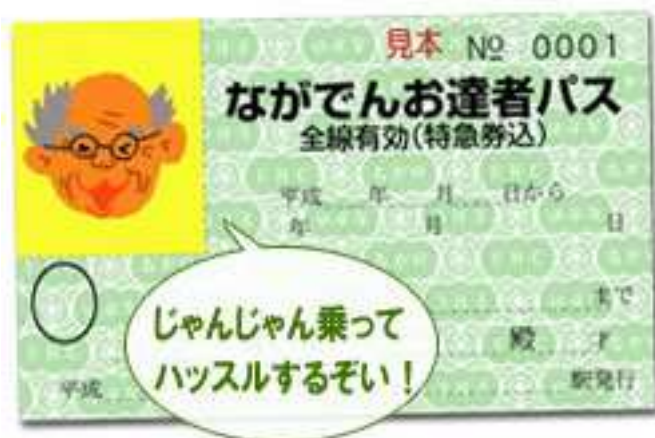 見本 № 0001
ながでんお達者パス
全線有効(特急券込)
平成 年 月 日から
年 月 日
まで
じゃんじゃん乗って
ハッスルするぞい！
殿
平成
駅発行